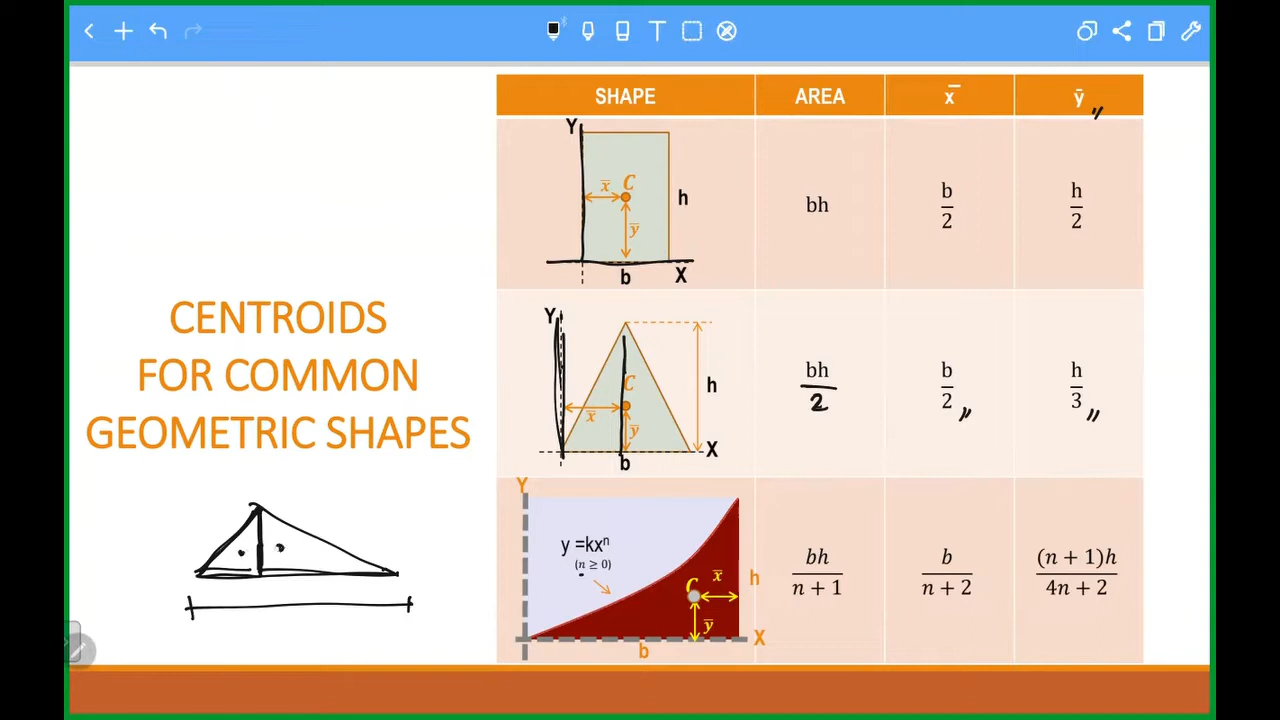 SHAPE AREA x̄ ȳ
Y
x̄ C
ȳ h
b X
bh b/2 h/2
CENTROIDS
FOR COMMON
GEOMETRIC SHAPES
Y
C h
x̄ ȳ
X
b
bh/2 b/2 h/3
Y
y =kxⁿ
(n ≥ 0)
C x̄ h
ȳ
X
b
bh/n + 1 b/n + 2 (n + 1)h/4n + 2